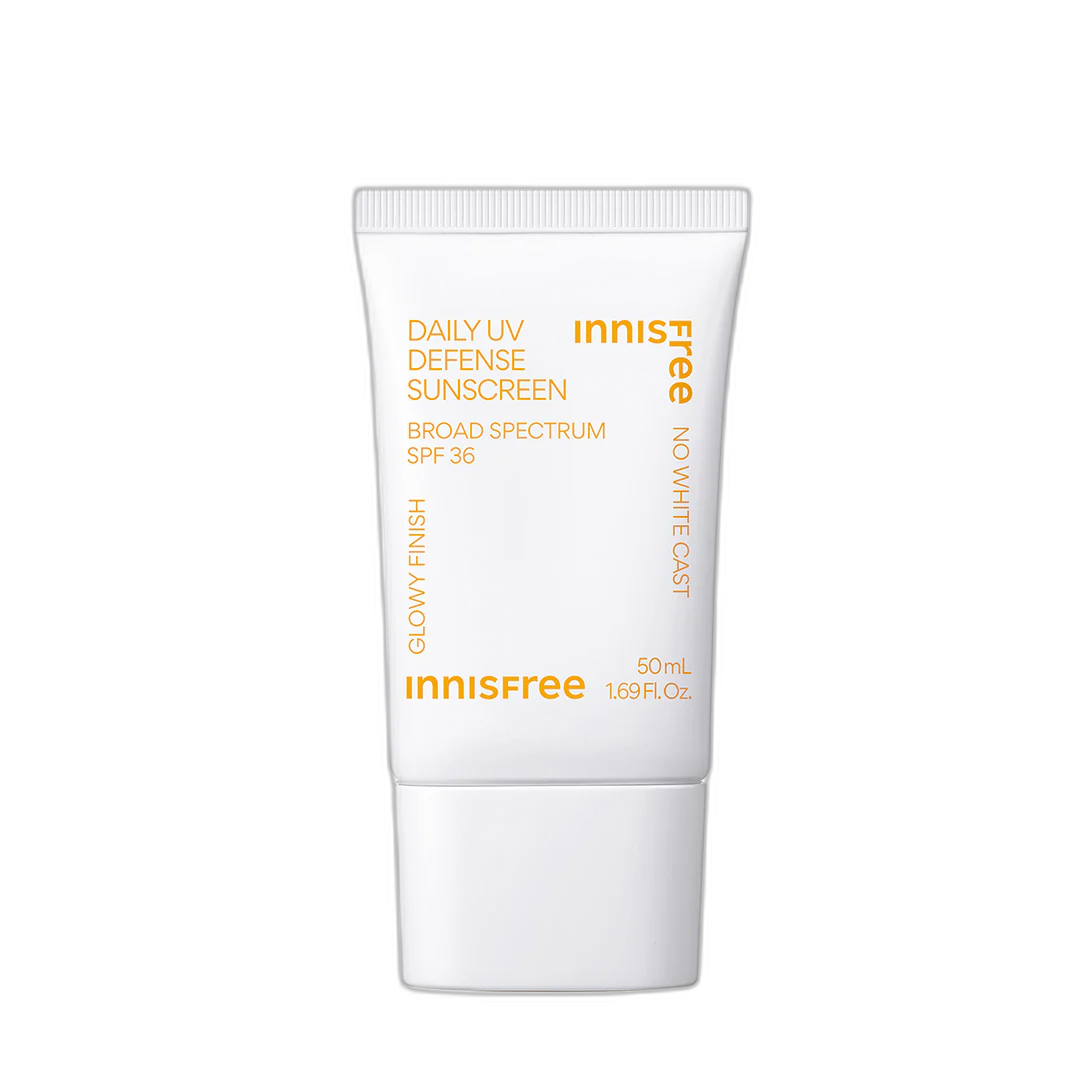 DAILY UV
DEFENSE
SUNSCREEN
BROAD SPECTRUM
SPF 36
InnIsFree
NO WHITE CAST
GLOWY FINISH
InnIsFree
50 mL
1.69 Fl. Oz.